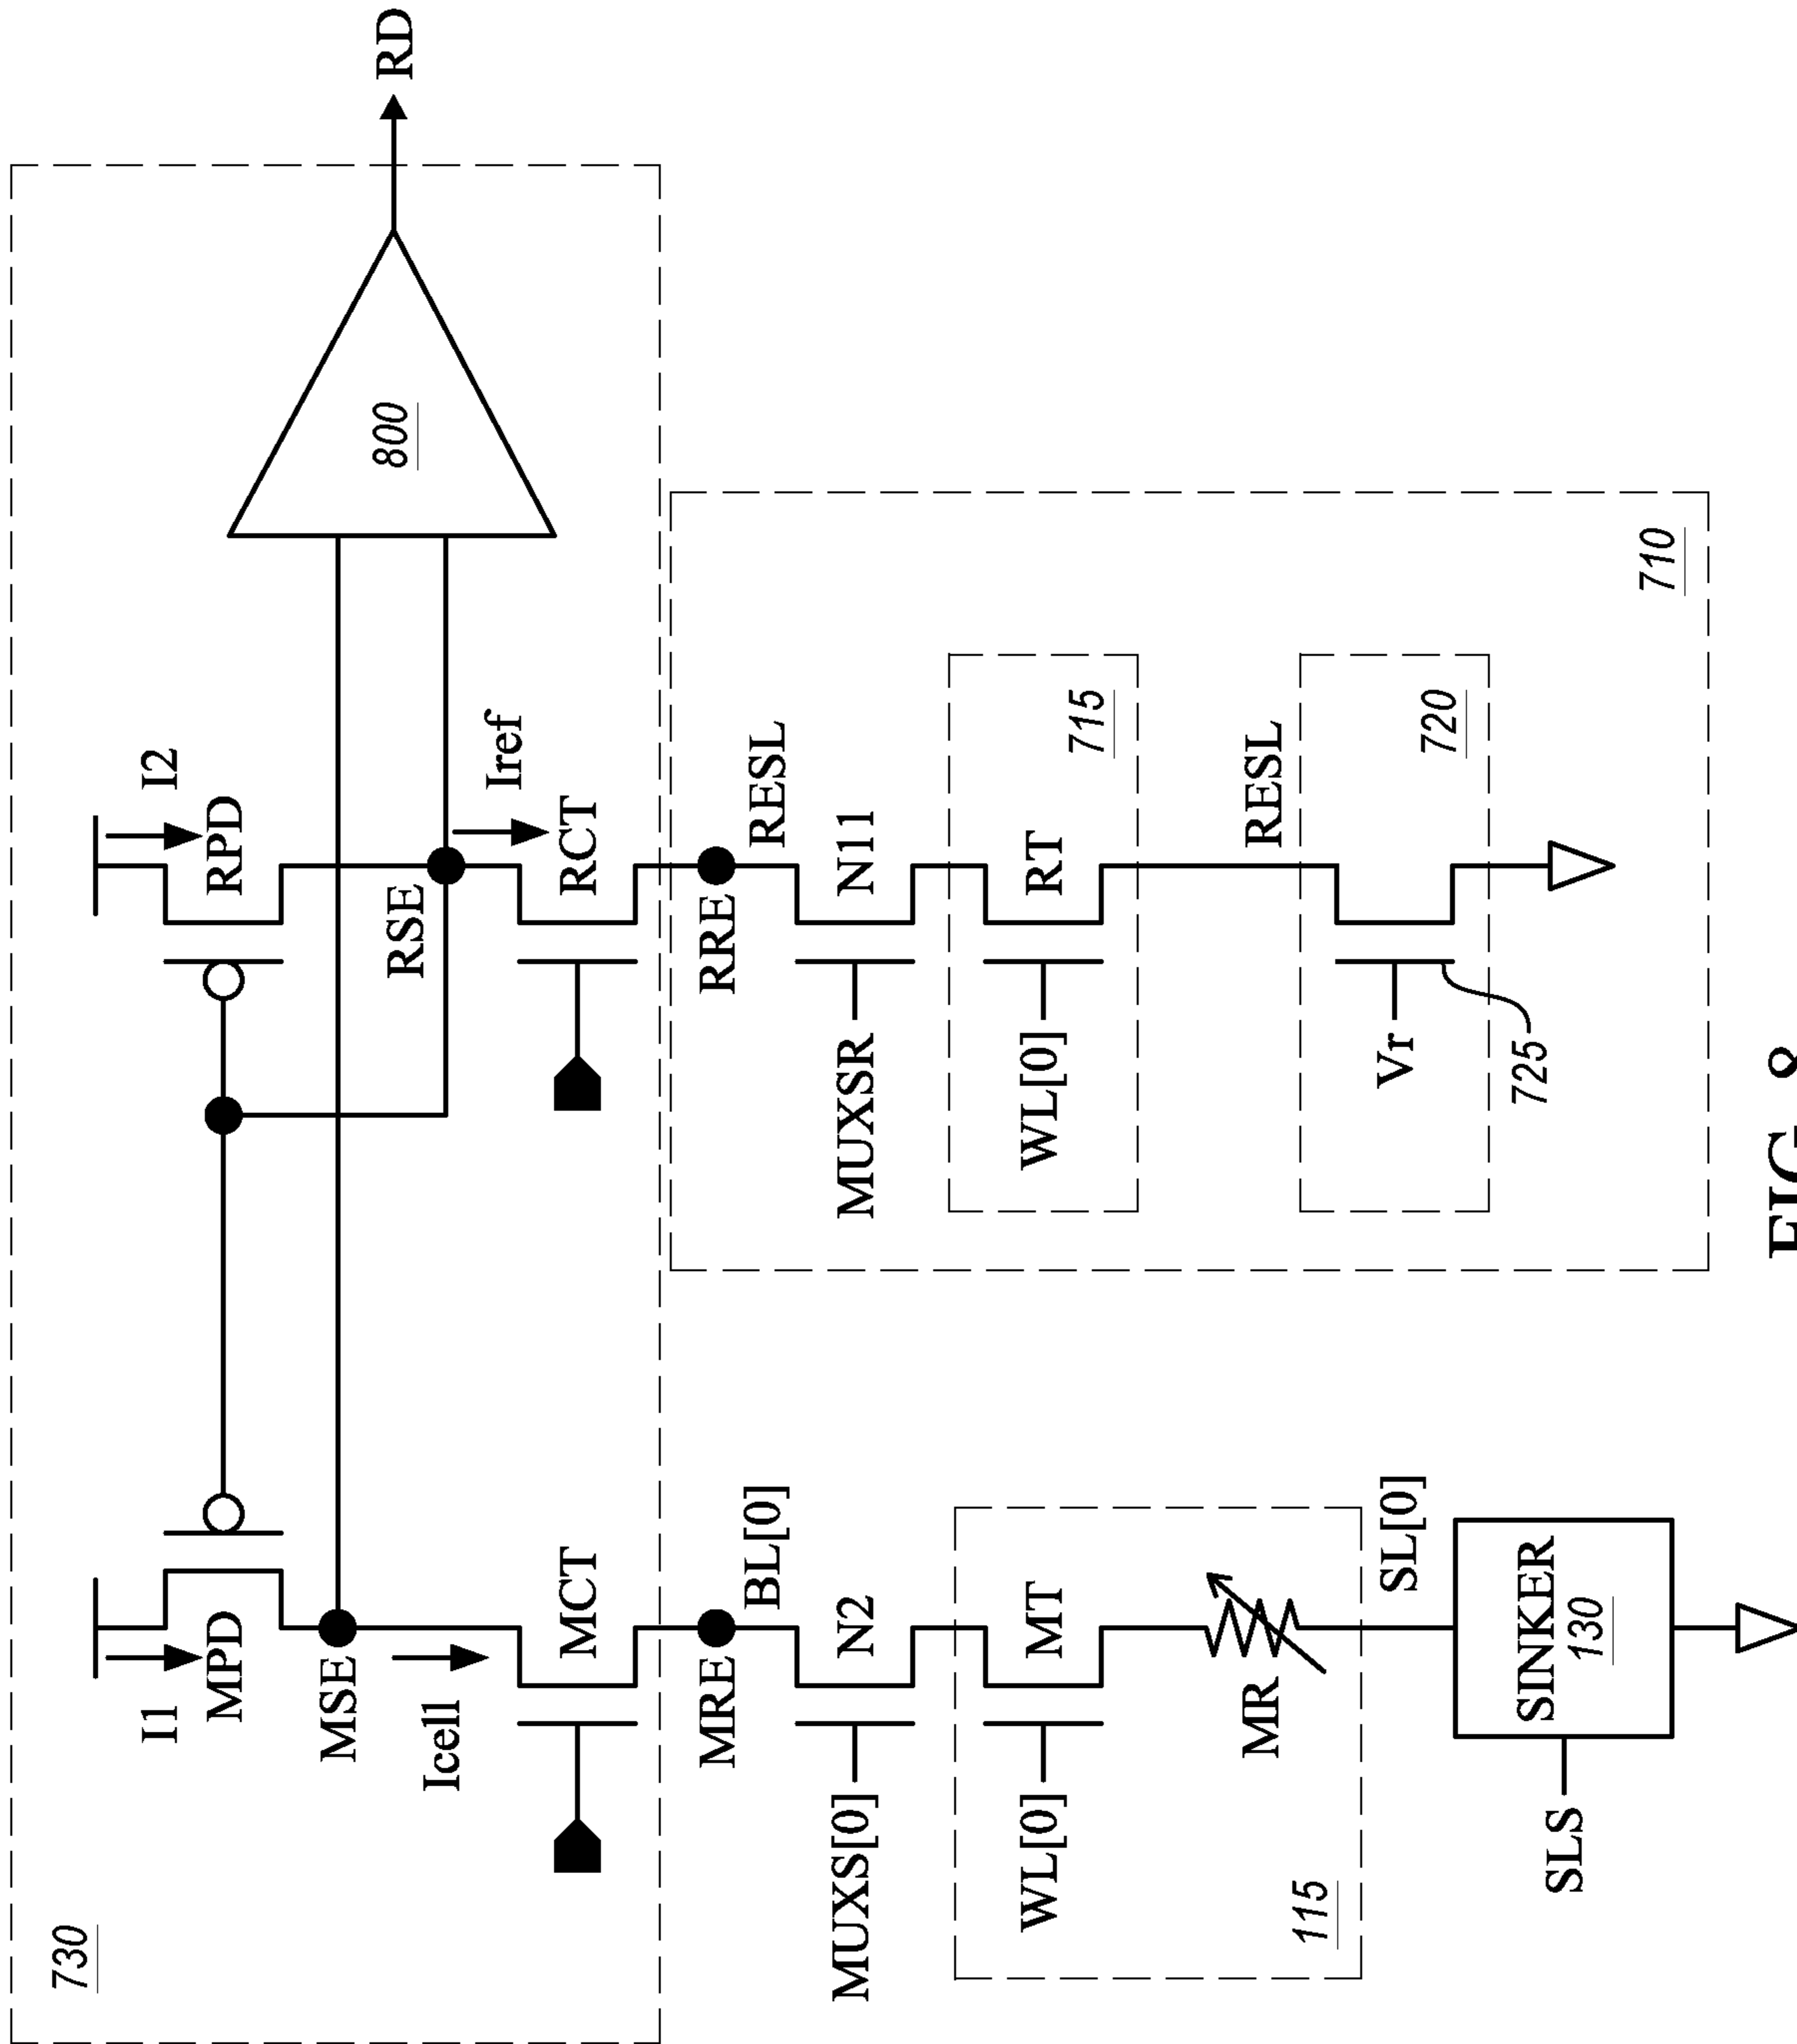 730
I1
MPD
I2
RPD
MSE
RSE
800
RD
Icell
Iref
MCT
RCT
MRE
BL[0]
RRE
RESL
MUXS[0]
N2
MUXSR
N11
WL[0]
MT
WL[0]
RT
715
MR
115
SL[0]
RESL
Vr
720
725
SLS
SINKER
130
710